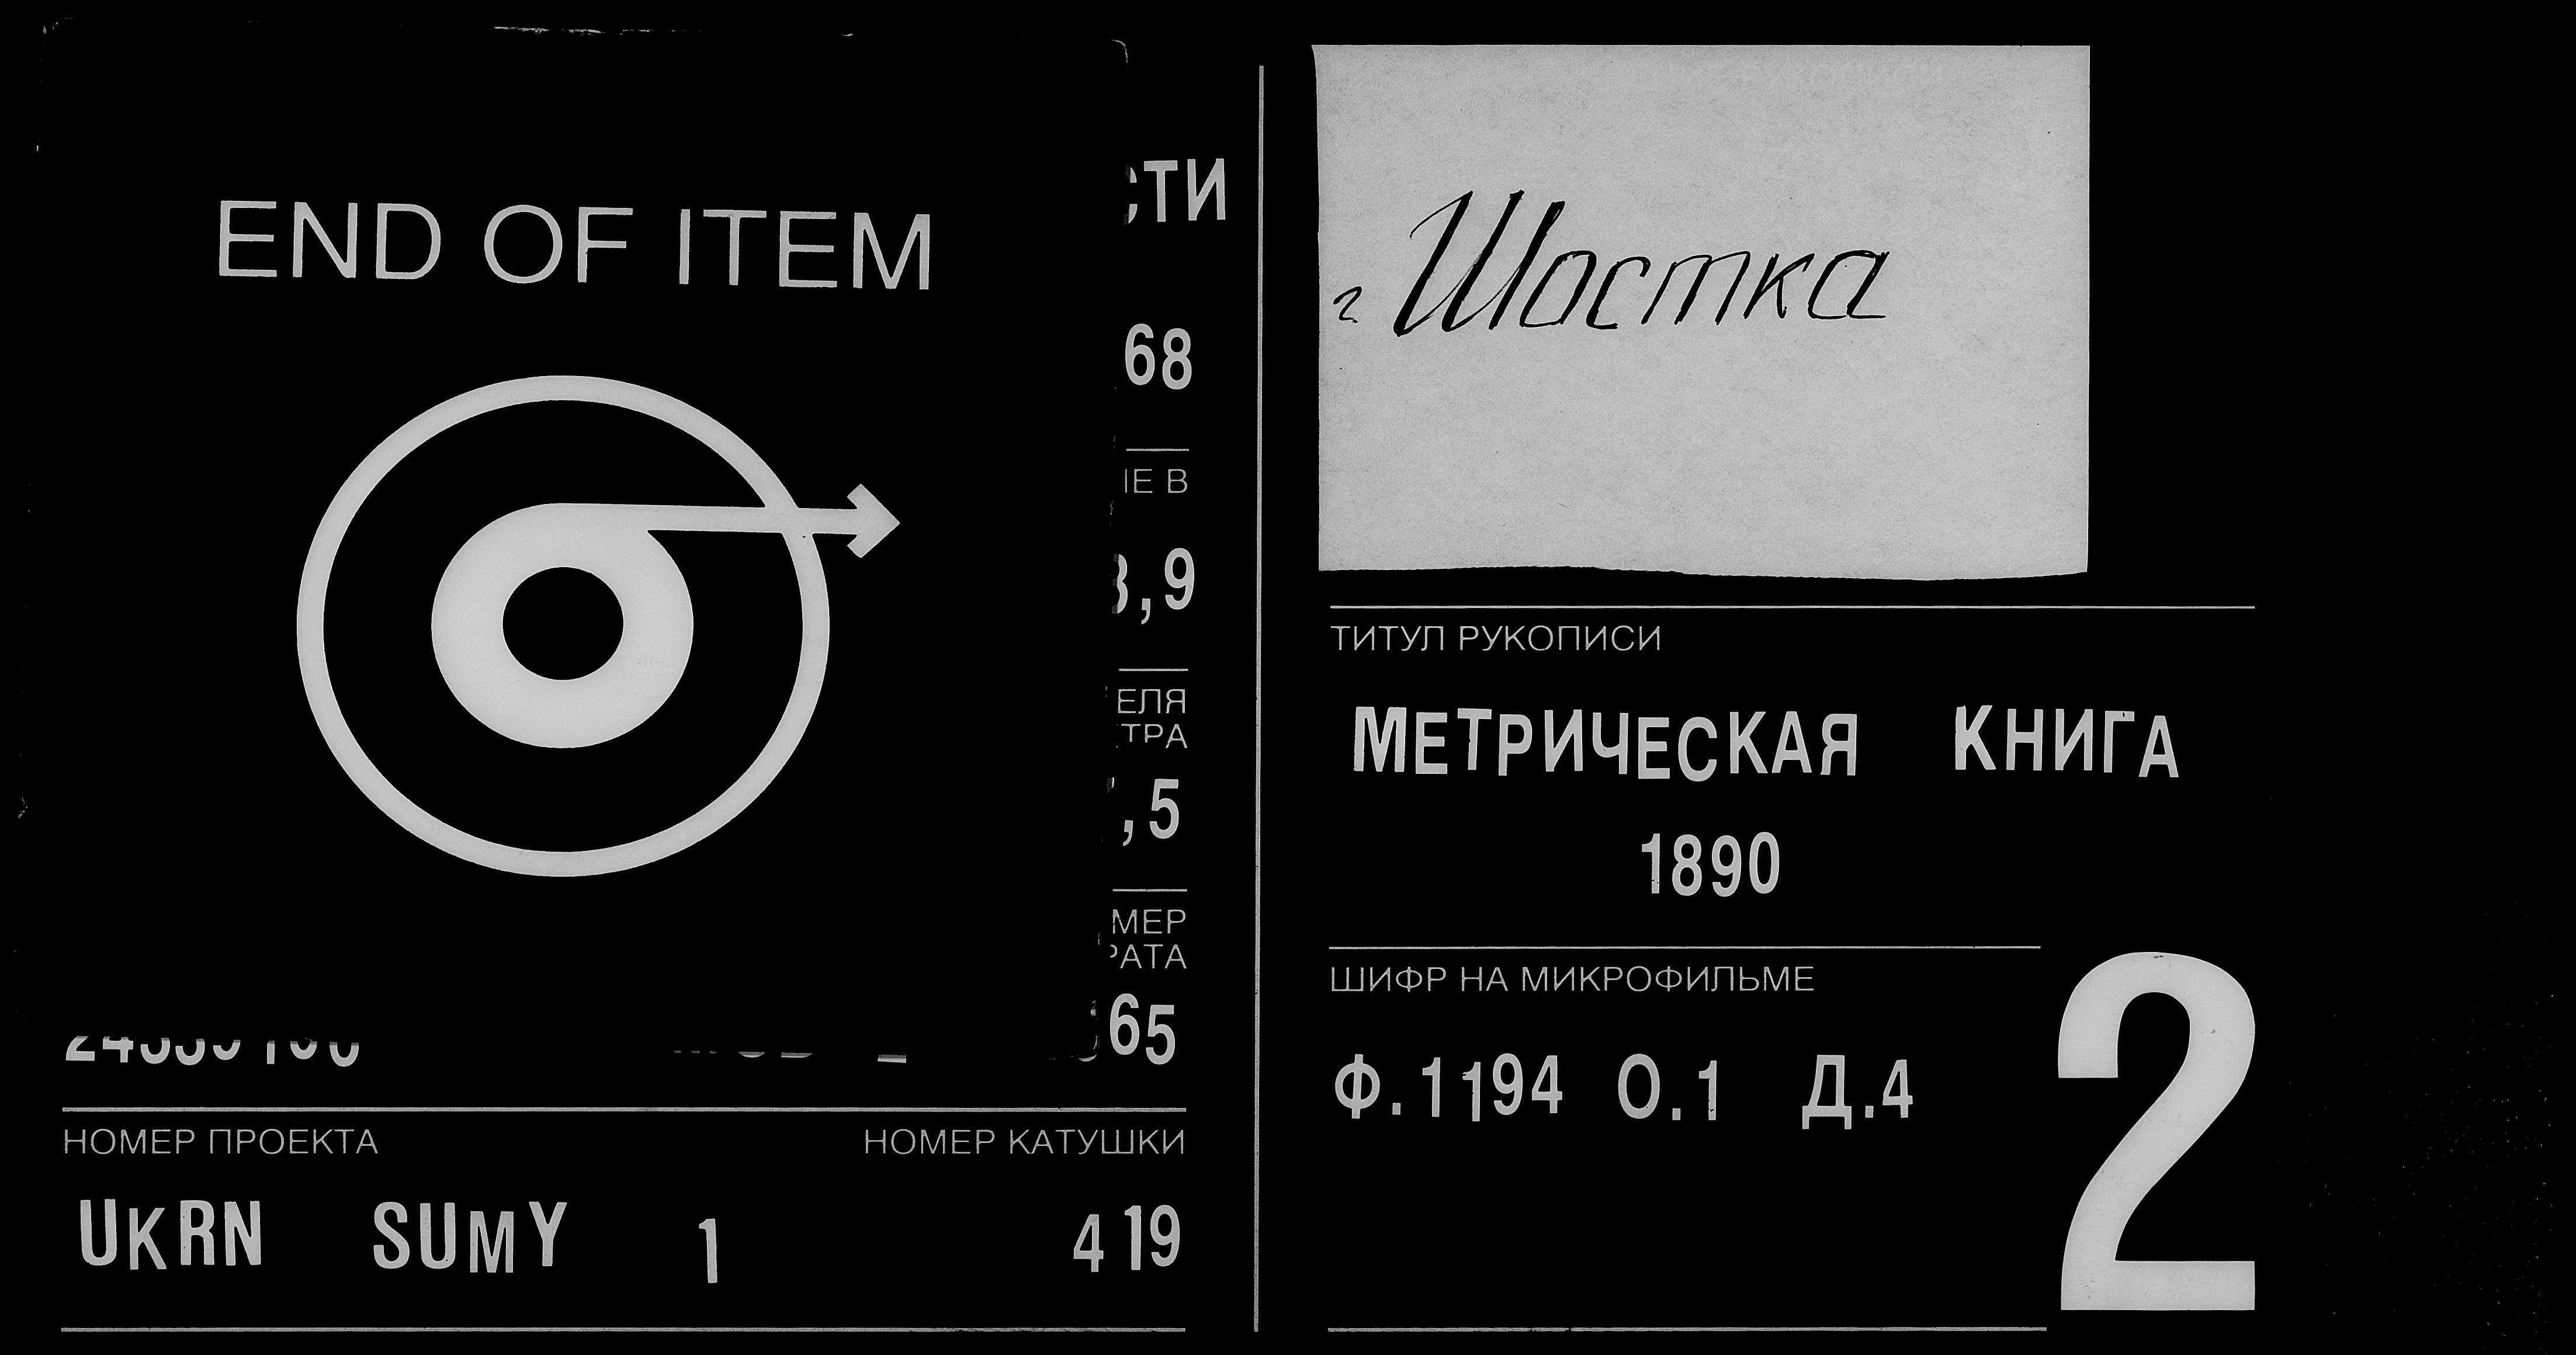 END OF ITEM
СТИ
68
ИЕ В
,9
ЕЛЯ
ТРА
,5
МЕР
РАТА
65
НОМЕР ПРОЕКТА
НОМЕР КАТУШКИ
UKRN SUMY 1
419
г. Шостка
ТИТУЛ РУКОПИСИ
МЕТРИЧЕСКАЯ КНИГА
1890
ШИФР НА МИКРОФИЛЬМЕ
Ф.1194 О.1 Д.4
2